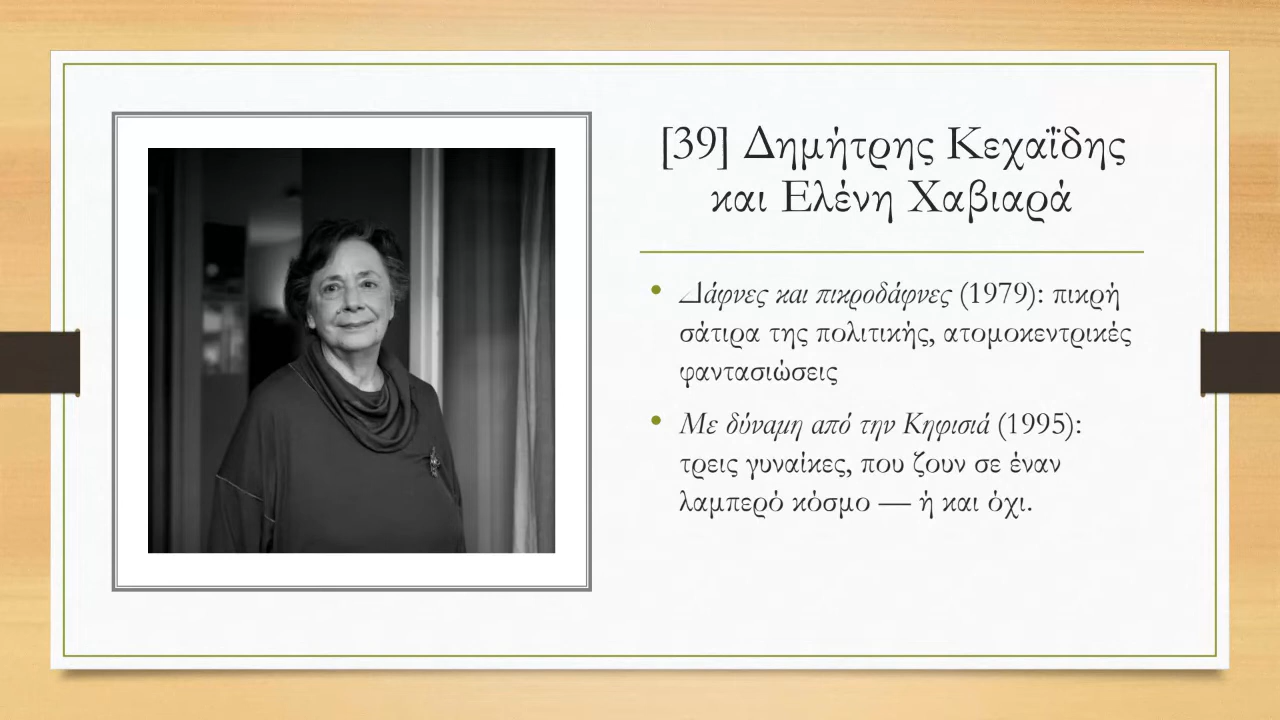 [39] Δημήτρης Κεχαΐδης
και Ελένη Χαβιαρά
• Δάφνες και πικροδάφνες (1979): πικρή
σάτιρα της πολιτικής, ατομοκεντρικές
φαντασιώσεις
• Με δύναμη από την Κηφισιά (1995):
τρεις γυναίκες, που ζουν σε έναν
λαμπερό κόσμο — ή και όχι.